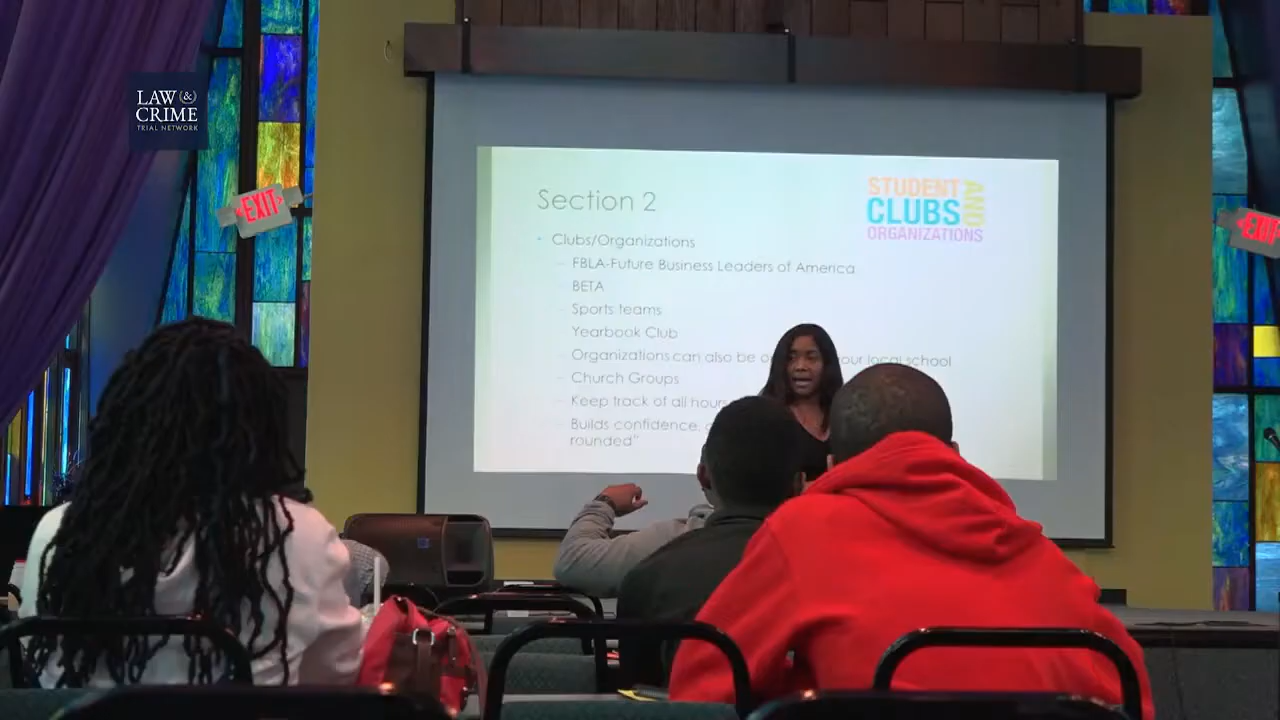 LAW & CRIME
TRIAL NETWORK
EXIT
EXIT
Section 2
STUDENT AND
CLUBS
ORGANIZATIONS
Clubs/Organizations
FBLA-Future Business Leaders of America
BETA
Sports teams
Yearbook Club
Organizations can also be our local school
Church Groups
Keep track of all hours
Builds confidence,
rounded"